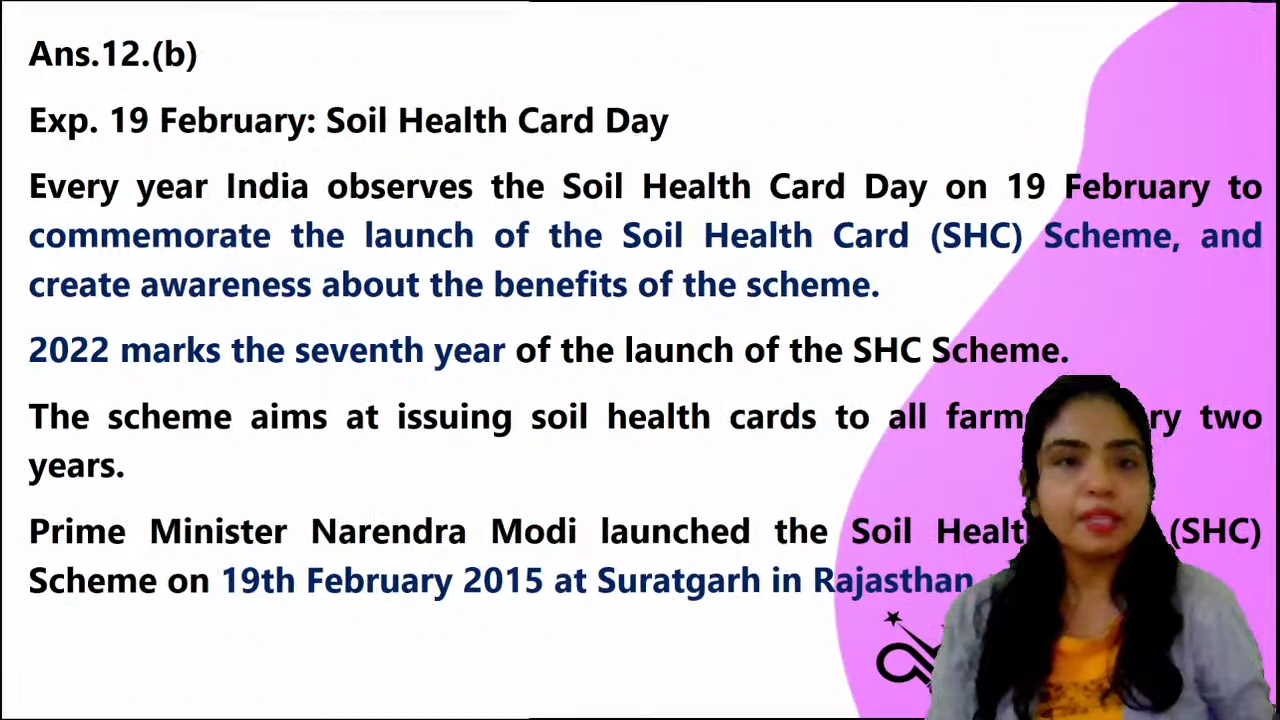 Ans.12.(b)
Exp. 19 February: Soil Health Card Day
Every year India observes the Soil Health Card Day on 19 February to
commemorate the launch of the Soil Health Card (SHC) Scheme, and
create awareness about the benefits of the scheme.
2022 marks the seventh year of the launch of the SHC Scheme.
The scheme aims at issuing soil health cards to all two
years.
Prime Minister Narendra Modi launched the Soil (SHC)
Scheme on 19th February 2015 at Suratgarh in Rajasthan